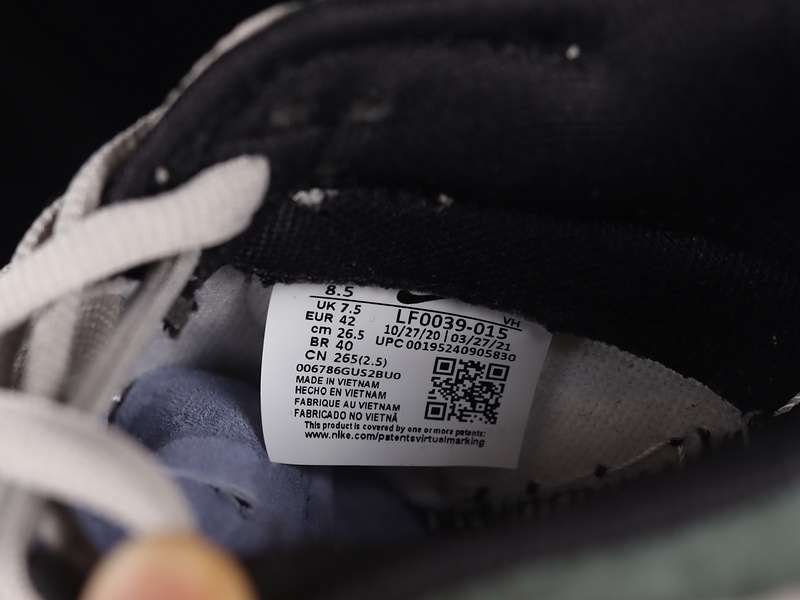 8.5
UK 7.5
EUR 42
cm 26.5
BR 40
CN 265(2.5)
LF0039-015
VH
10/27/20 | 03/27/21
UPC 00195240905830
006786GUS2BU0
MADE IN VIETNAM
HECHO EN VIETNAM
FABRIQUE AU VIETNAM
FABRICADO NO VIETNÃ
This product is covered by one or more patents:
www.nike.com/patentsvirtualmarking